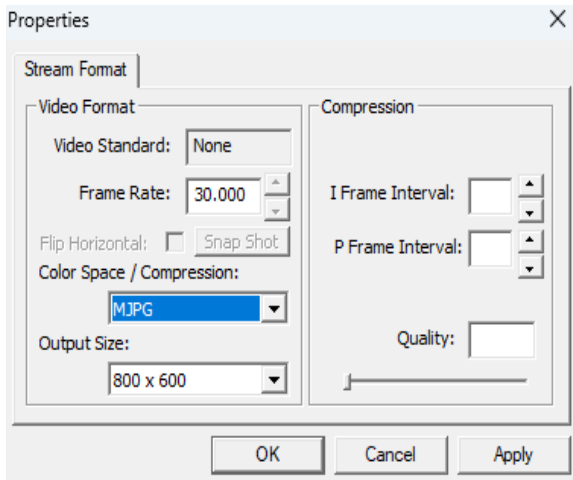 Properties
Stream Format
Video Format
Video Standard: None
Frame Rate: 30.000
Flip Horizontal: Snap Shot
Color Space / Compression:
MJPG
Output Size:
800 x 600
Compression
I Frame Interval:
P Frame Interval:
Quality:
OK Cancel Apply